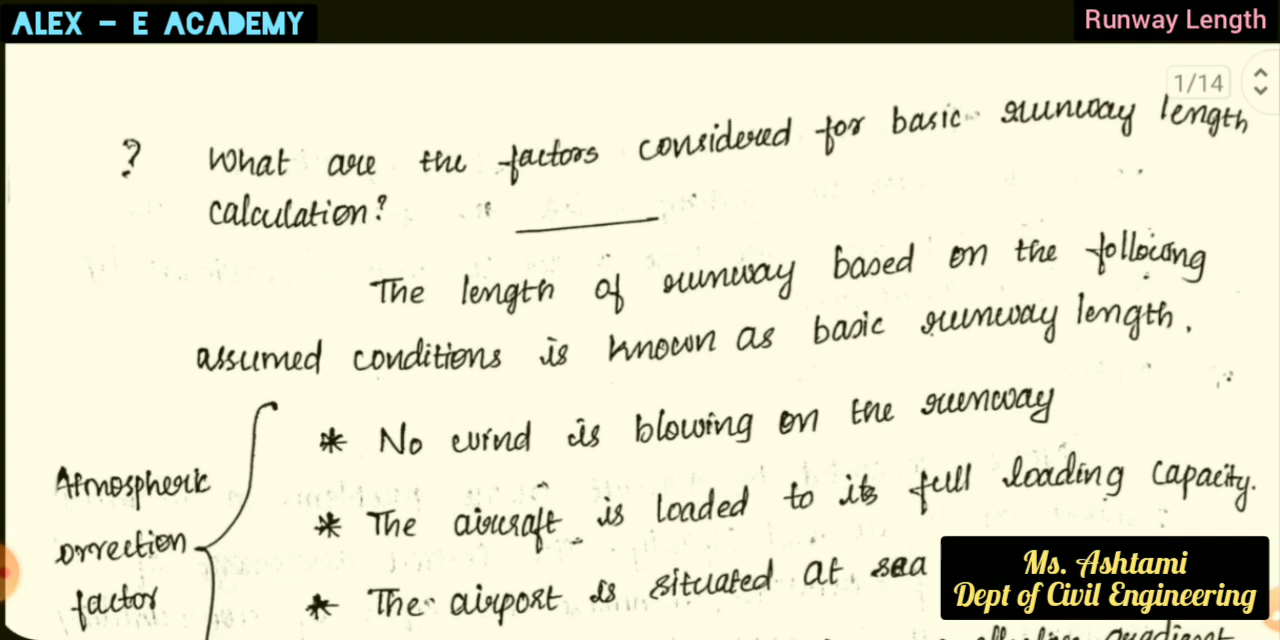 ALEX - E ACADEMY
Runway Length
1/14
? What are the factors considered for basic runway length
calculation?
The length of runway based on the following
assumed conditions is known as basic runway length.
* No wind is blowing on the runway
Atmospheric
* The aircraft is loaded to its full loading capacity.
orrection
factor
* The airport is situated at sea
Ms. Ashtami
Dept of Civil Engineering
effective gradient